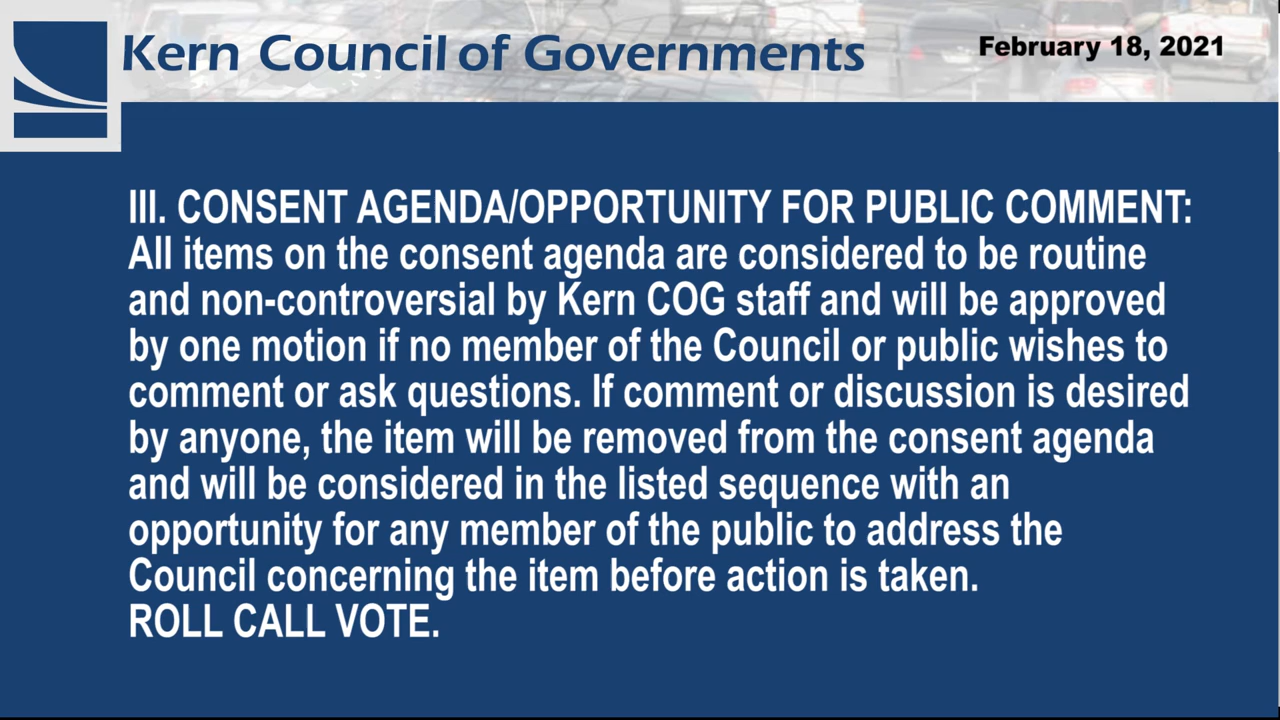 Kern Council of Governments
February 18, 2021
III. CONSENT AGENDA/OPPORTUNITY FOR PUBLIC COMMENT:
All items on the consent agenda are considered to be routine
and non-controversial by Kern COG staff and will be approved
by one motion if no member of the Council or public wishes to
comment or ask questions. If comment or discussion is desired
by anyone, the item will be removed from the consent agenda
and will be considered in the listed sequence with an
opportunity for any member of the public to address the
Council concerning the item before action is taken.
ROLL CALL VOTE.